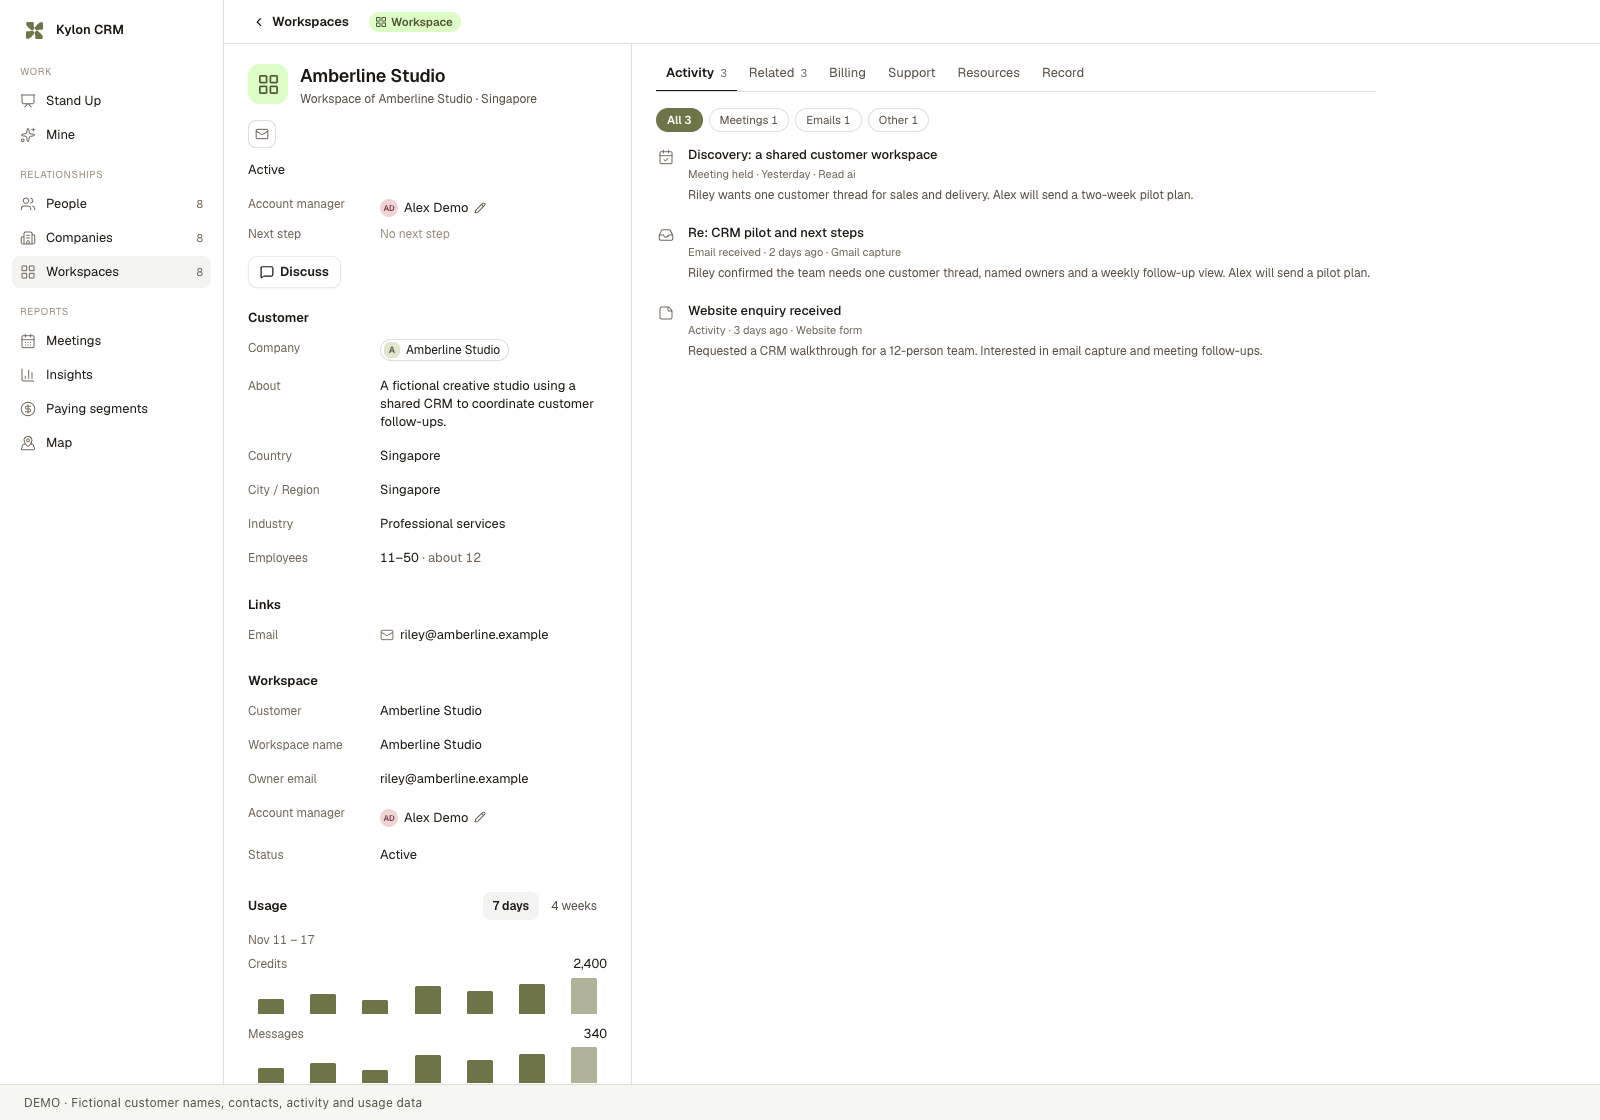 Kylon CRM
WORK
Stand Up
Mine
RELATIONSHIPS
People 8
Companies 8
Workspaces 8
REPORTS
Meetings
Insights
Paying segments
Map
Workspaces Workspace
Amberline Studio
Workspace of Amberline Studio · Singapore
Active
Account manager AD Alex Demo
Next step No next step
Discuss
Customer
Company A Amberline Studio
About A fictional creative studio using a
shared CRM to coordinate customer
follow-ups.
Country Singapore
City / Region Singapore
Industry Professional services
Employees 11–50 · about 12
Links
Email riley@amberline.example
Workspace
Customer Amberline Studio
Workspace name Amberline Studio
Owner email riley@amberline.example
Account manager AD Alex Demo
Status Active
Usage 7 days 4 weeks
Nov 11 – 17
Credits 2,400
Messages 340
Activity 3 Related 3 Billing Support Resources Record
All 3 Meetings 1 Emails 1 Other 1
Discovery: a shared customer workspace
Meeting held · Yesterday · Read ai
Riley wants one customer thread for sales and delivery. Alex will send a two-week pilot plan.
Re: CRM pilot and next steps
Email received · 2 days ago · Gmail capture
Riley confirmed the team needs one customer thread, named owners and a weekly follow-up view. Alex will send a pilot plan.
Website enquiry received
Activity · 3 days ago · Website form
Requested a CRM walkthrough for a 12-person team. Interested in email capture and meeting follow-ups.
DEMO · Fictional customer names, contacts, activity and usage data